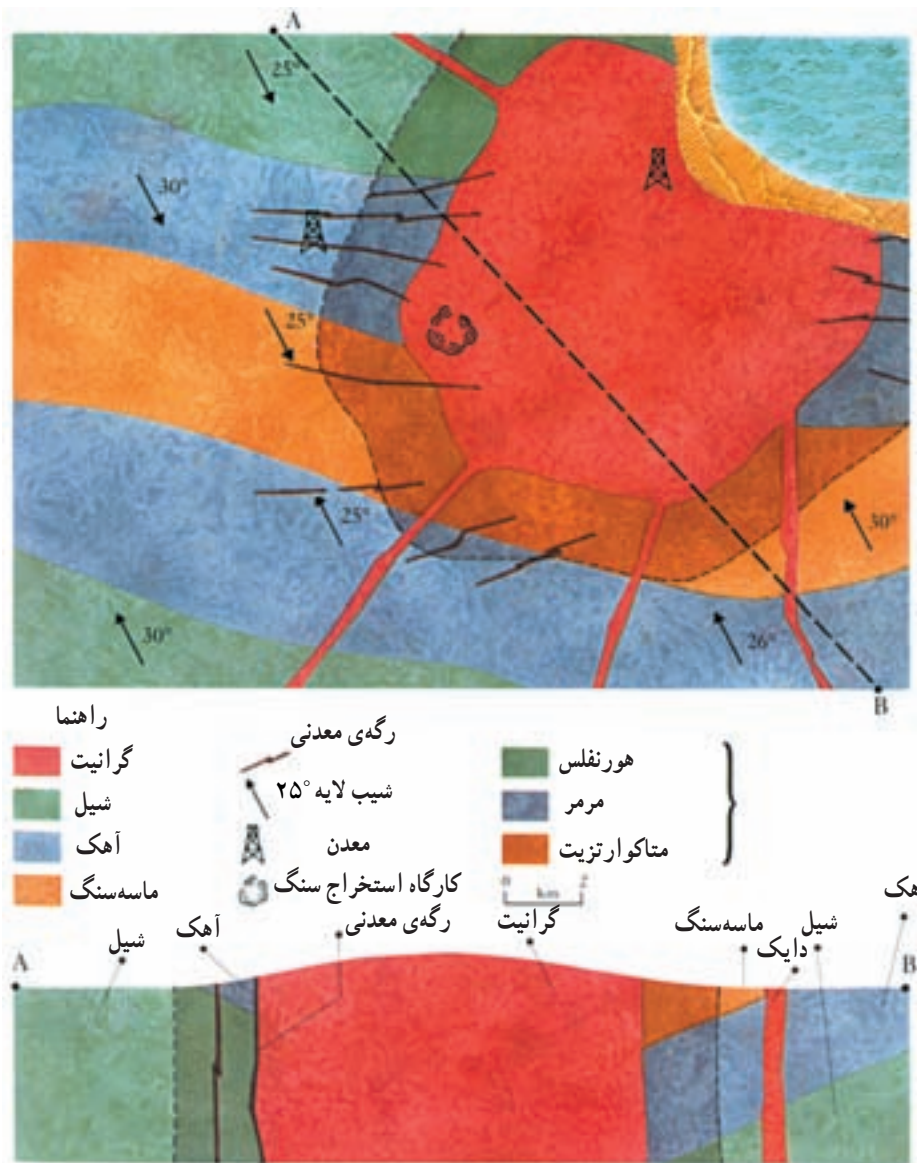 A
25°
30°
25°
25°
30°
30°
26°
B
راهنما
گرانیت
شیل
آهک
ماسه‌سنگ
رگه‌ی معدنی
شیب لایه °۲۵
معدن
کارگاه استخراج سنگ
هورنفلس
مرمر
متاکوارتزیت
km
A
شیل
آهک
رگه‌ی معدنی
گرانیت
ماسه‌سنگ
دایک
شیل
هک
B